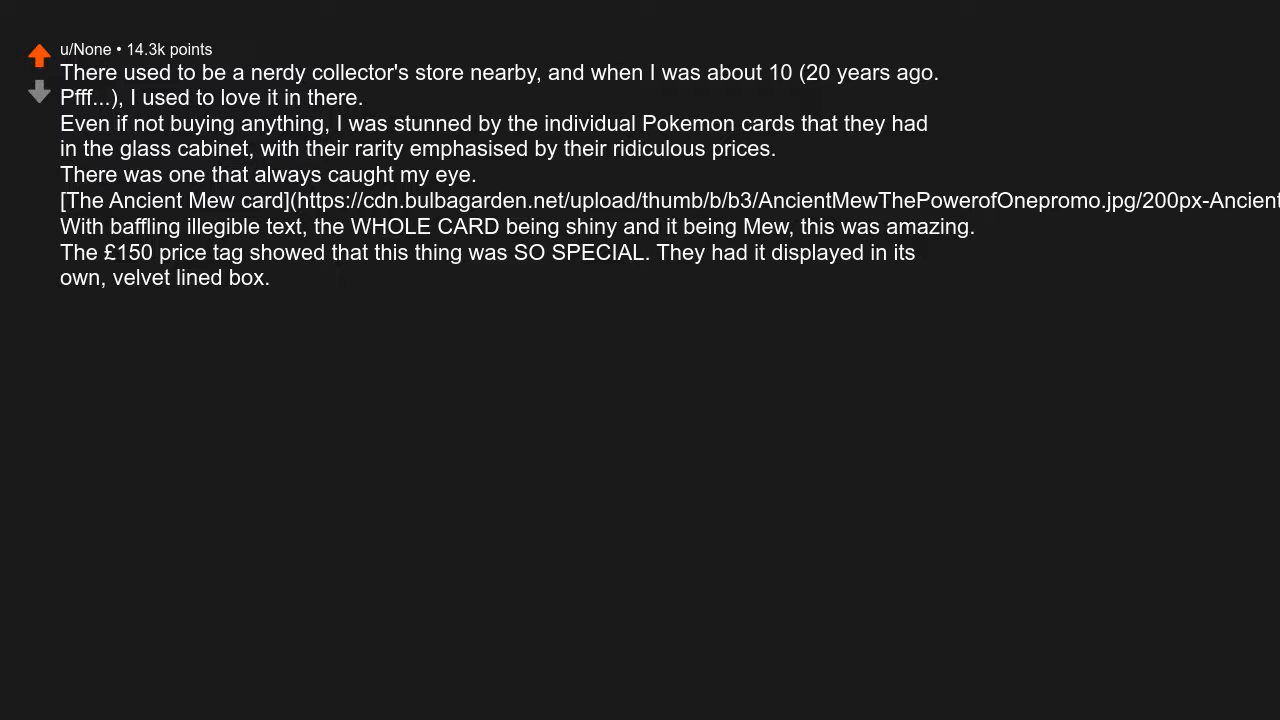 u/None • 14.3k points
There used to be a nerdy collector's store nearby, and when I was about 10 (20 years ago.
Pfff...), I used to love it in there.
Even if not buying anything, I was stunned by the individual Pokemon cards that they had
in the glass cabinet, with their rarity emphasised by their ridiculous prices.
There was one that always caught my eye.
[The Ancient Mew card](https://cdn.bulbagarden.net/upload/thumb/b/b3/AncientMewThePowerofOnepromo.jpg/200px-Ancient
With baffling illegible text, the WHOLE CARD being shiny and it being Mew, this was amazing.
The £150 price tag showed that this thing was SO SPECIAL. They had it displayed in its
own, velvet lined box.